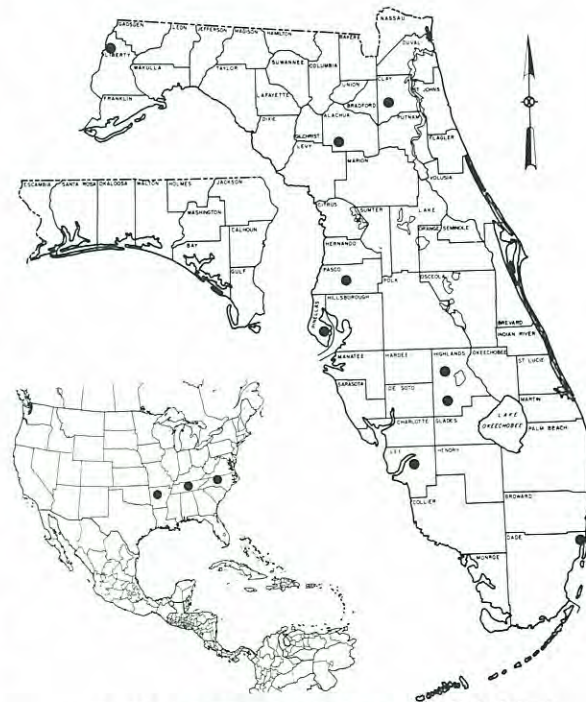 NASSAU
GADSDEN
LEON
JEFFERSON
MADISON
HAMILTON
BAKER
DUVAL
LIBERTY
WAKULLA
TAYLOR
SUWANNEE
COLUMBIA
UNION
CLAY
ST JOHNS
FRANKLIN
LAFAYETTE
BRADFORD
DIXIE
GILCHRIST
ALACHUA
PUTNAM
FLAGLER
LEVY
MARION
VOLUSIA
ESCAMBIA
SANTA ROSA
OKALOOSA
WALTON
HOLMES
JACKSON
WASHINGTON
BAY
CALHOUN
GULF
CITRUS
SUMTER
LAKE
HERNANDO
ORANGE
SEMINOLE
PASCO
POLK
OSCEOLA
PINELLAS
HILLSBOROUGH
BREVARD
INDIAN RIVER
MANATEE
HARDEE
HIGHLANDS
OKEECHOBEE
ST LUCIE
SARASOTA
DE SOTO
MARTIN
CHARLOTTE
GLADES
LAKE
OKEECHOBEE
PALM BEACH
LEE
HENDRY
COLLIER
BROWARD
DADE
MONROE